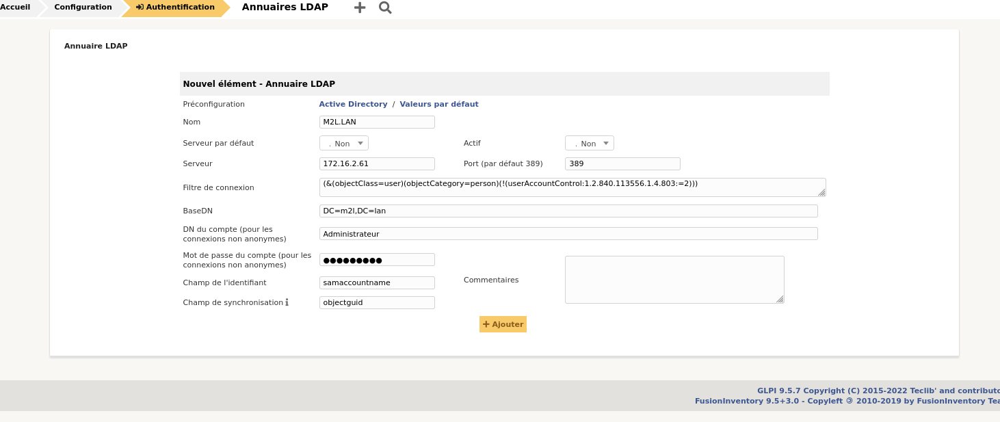 Accueil Configuration Authentification Annuaires LDAP
Annuaire LDAP
Nouvel élément - Annuaire LDAP
Préconfiguration Active Directory / Valeurs par défaut
Nom M2L.LAN
Serveur par défaut . Non Actif . Non
Serveur 172.16.2.61 Port (par défaut 389) 389
Filtre de connexion (&(objectClass=user)(objectCategory=person)(!(userAccountControl:1.2.840.113556.1.4.803:=2)))
BaseDN DC=m2l,DC=lan
DN du compte (pour les
connexions non anonymes) Administrateur
Mot de passe du compte (pour les
connexions non anonymes) ●●●●●●●●●
Champ de l'identifiant samaccountname Commentaires
Champ de synchronisation objectguid
+ Ajouter
GLPI 9.5.7 Copyright (C) 2015-2022 Teclib' and contributo
FusionInventory 9.5+3.0 - Copyleft 🄯 2010-2019 by FusionInventory Tea